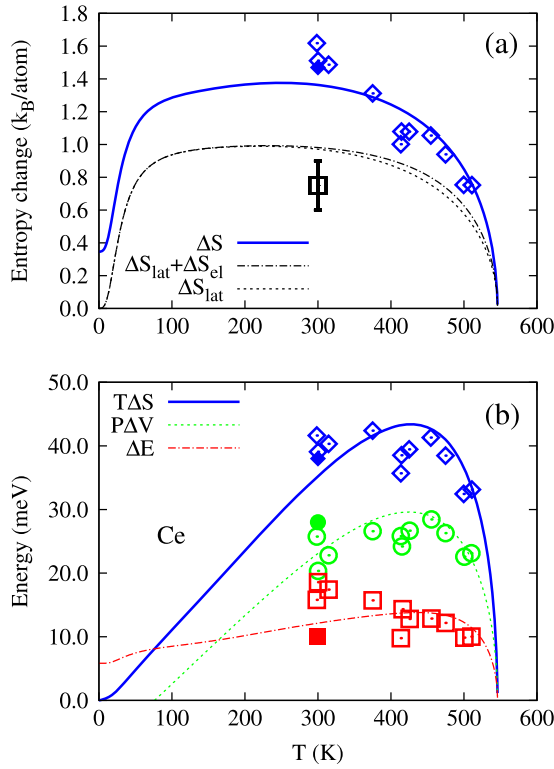 (a)
Entropy change (k_B/atom)
1.8
1.6
1.4
1.2
1.0
0.8
0.6
0.4
0.2
0.0
ΔS
ΔS_lat+ΔS_el
ΔS_lat
0 100 200 300 400 500 600
(b)
Energy (meV)
50.0
40.0
30.0
20.0
10.0
0.0
TΔS
PΔV
ΔE
Ce
0 100 200 300 400 500 600
T (K)